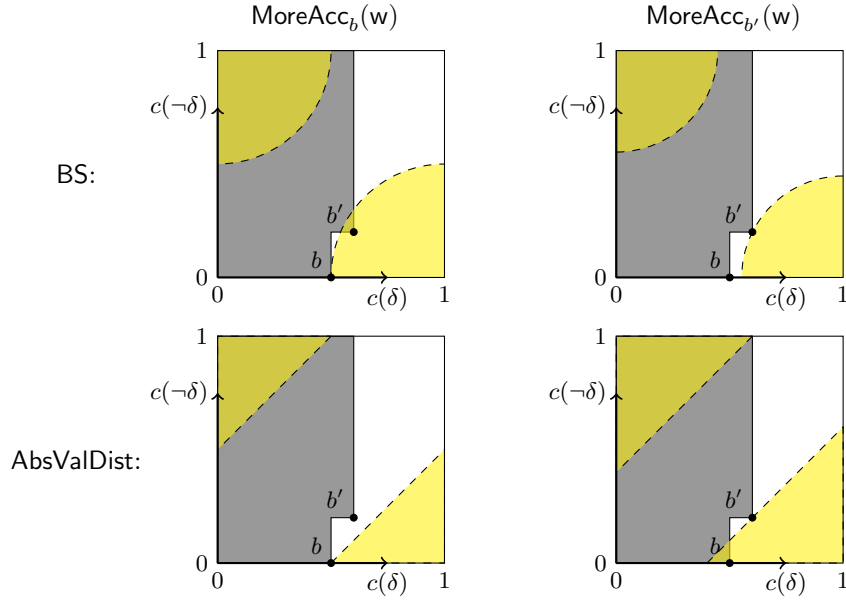 MoreAcc_b(w)
MoreAcc_b′(w)
1
c(¬δ)
BS:
b′
b
0
0
c(δ)
1
1
c(¬δ)
b′
b
0
0
c(δ)
1
1
c(¬δ)
AbsValDist:
b′
b
0
0
c(δ)
1
1
c(¬δ)
b′
b
0
0
c(δ)
1